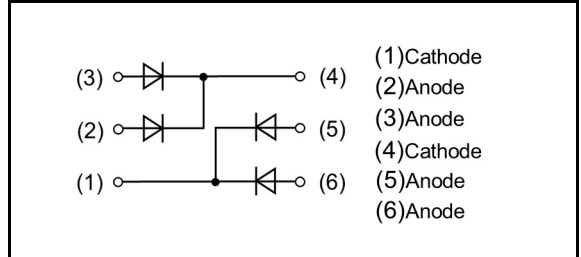 (3)
(4)
(2)
(5)
(1)
(6)
(1)Cathode
(2)Anode
(3)Anode
(4)Cathode
(5)Anode
(6)Anode